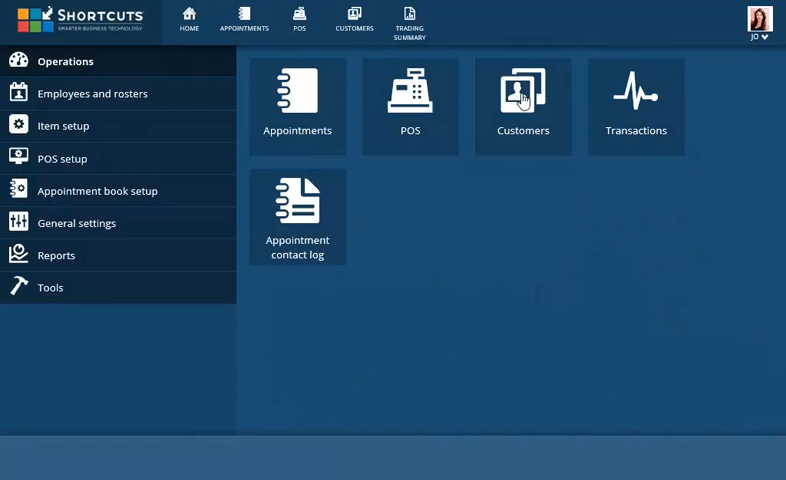 SHORTCUTS
SMARTER BUSINESS TECHNOLOGY
HOME
APPOINTMENTS
POS
CUSTOMERS
TRADING
SUMMARY
JO
Operations
Employees and rosters
Item setup
POS setup
Appointment book setup
General settings
Reports
Tools
Appointments
POS
Customers
Transactions
Appointment
contact log